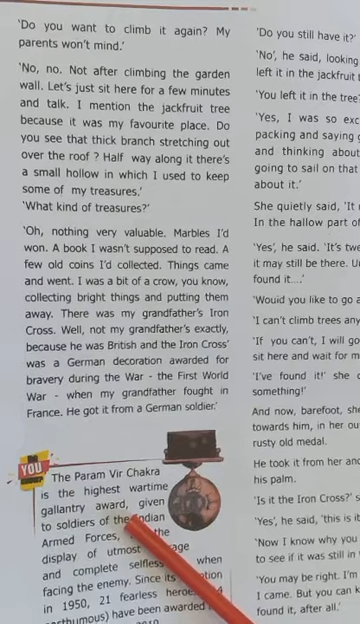 'Do you want to climb it again? My
parents won't mind.'
'No, no. Not after climbing the garden
wall. Let's just sit here for a few minutes
and talk. I mention the jackfruit tree
because it was my favourite place. Do
you see that thick branch stretching out
over the roof ? Half way along it there's
a small hollow in which I used to keep
some of my treasures.'
'What kind of treasures?'
'Oh, nothing very valuable. Marbles I'd
won. A book I wasn't supposed to read. A
few old coins I'd collected. Things came
and went. I was a bit of a crow, you know,
collecting bright things and putting them
away. There was my grandfather's Iron
Cross. Well, not my grandfather's exactly,
because he was British and the Iron Cross'
was a German decoration awarded for
bravery during the War - the First World
War - when my grandfather fought in
France. He got it from a German soldier.'
YOU
The Param Vir Chakra
is the highest wartime
gallantry award, given
to soldiers of the Indian
Armed Forces, the
display of utmost
and complete when
facing the enemy. Since its
in 1950, 21 fearless
have been awarded
'Do you still have it?'
'No', he said, looking
left it in the jackfruit
'You left it in the tree
'Yes, I was so exc
packing and saying
and thinking about
going to sail on that
about it.'
She quietly said, 'It
In the hallow part of
'Yes', he said. 'It's twe
it may still be there. U
found it....'
'Would you like to go a
'I can't climb trees any
'If you can't, I will go
sit here and wait for m
'I've found it!' she
something!'
And now, barefoot, she
towards him, in her ou
rusty old medal.
He took it from her an
his palm.
'Is it the Iron Cross?' s
'Yes', he said, 'this is it
'Now I know why you
to see if it was still in
'You may be right. I'm
I came. But you can k
found it, after all.'